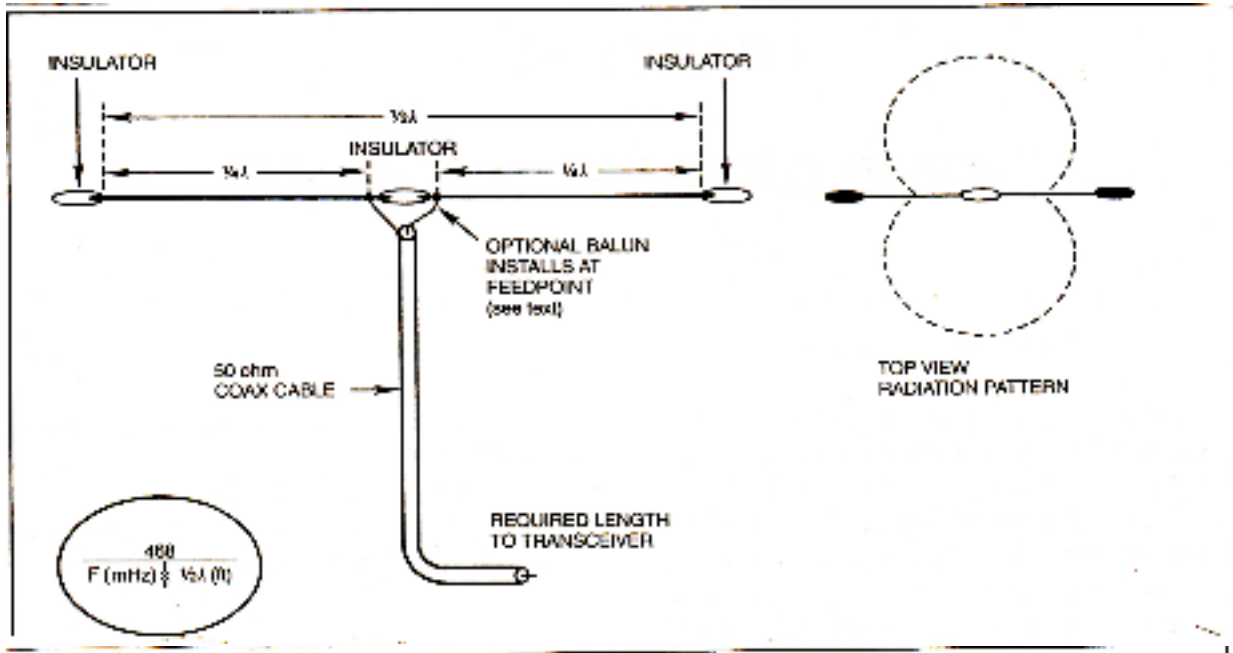 INSULATOR
INSULATOR
½λ
INSULATOR
¼λ
¼λ
OPTIONAL BALUN
INSTALLS AT
FEEDPOINT
(see text)
50 ohm
COAX CABLE
TOP VIEW
RADIATION PATTERN
REQUIRED LENGTH
TO TRANSCEIVER
468
F (mHz) ½λ (ft)